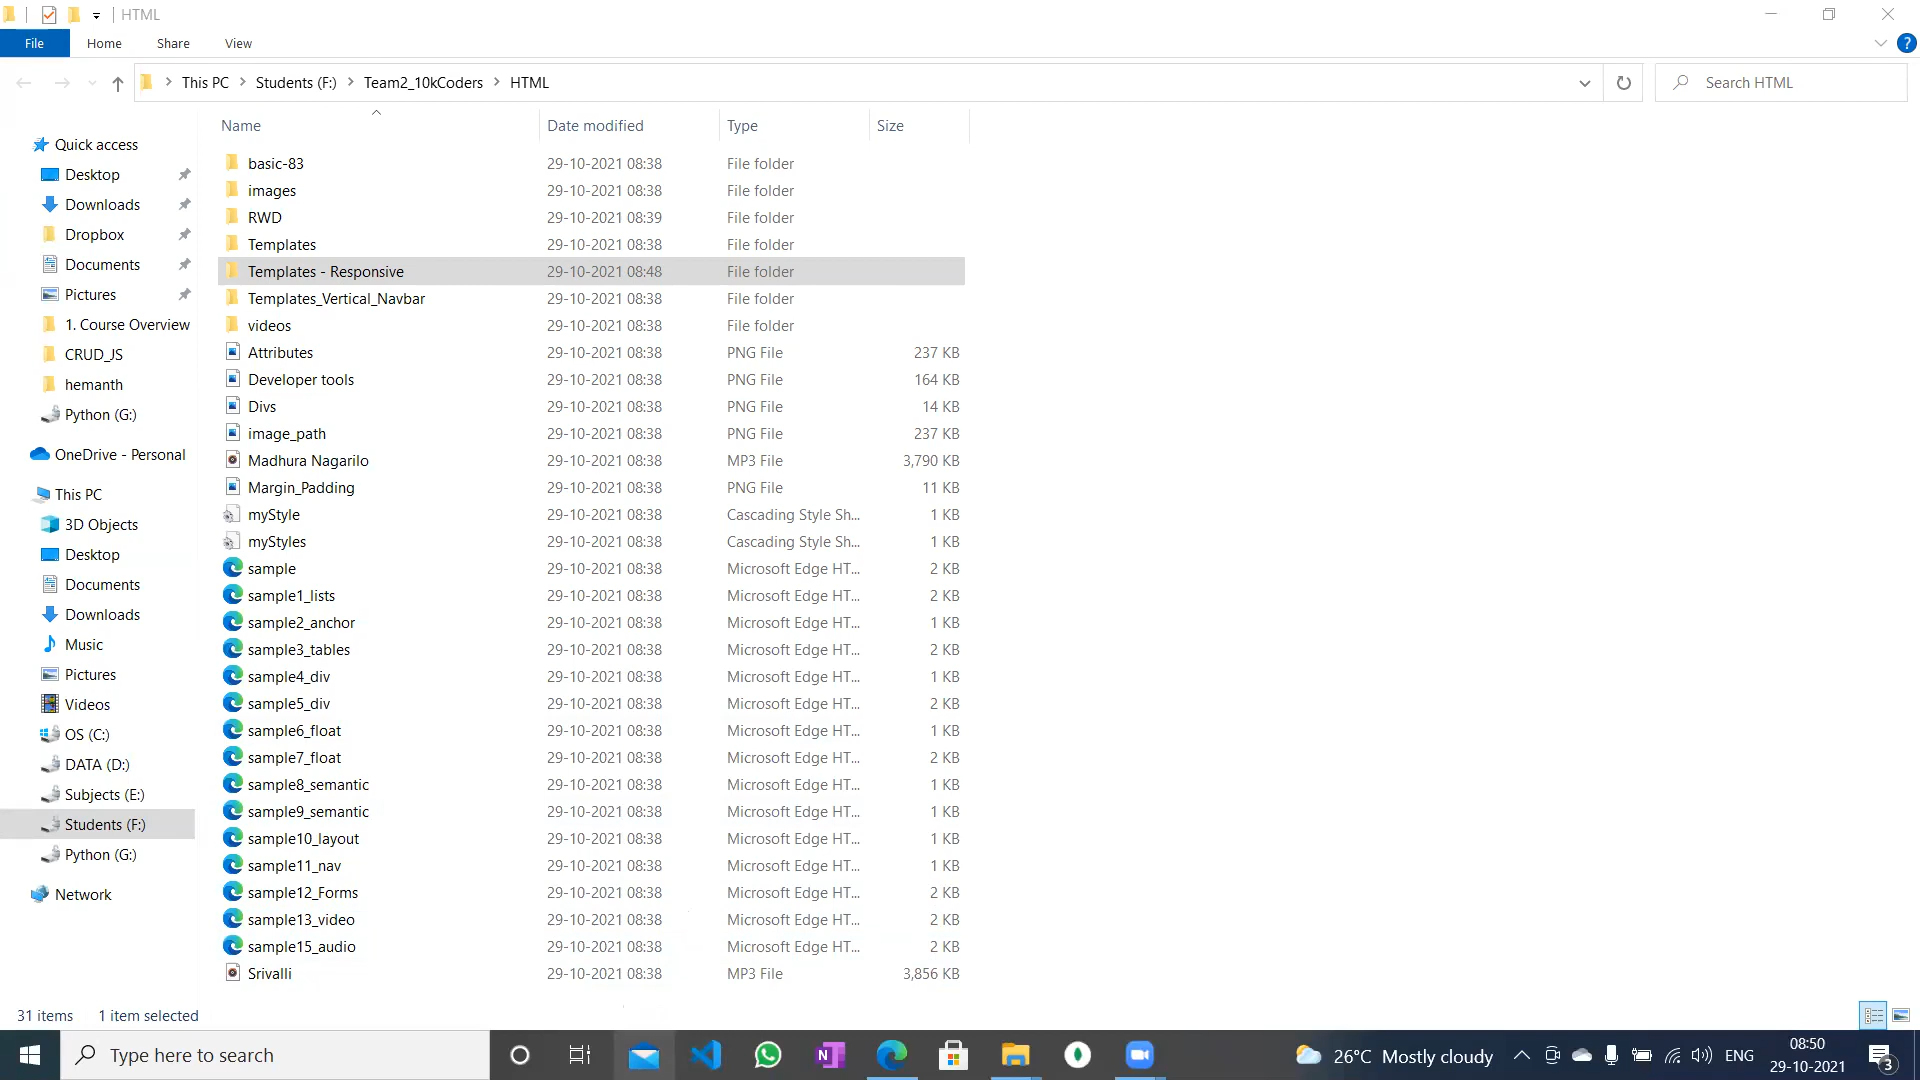 HTML
File Home Share View
This PC Students (F:) Team2_10kCoders HTML Search HTML
Name Date modified Type Size
Quick access
Desktop
Downloads
Dropbox
Documents
Pictures
1. Course Overview
CRUD_JS
hemanth
Python (G:)
OneDrive - Personal
This PC
3D Objects
Desktop
Documents
Downloads
Music
Pictures
Videos
OS (C:)
DATA (D:)
Subjects (E:)
Students (F:)
Python (G:)
Network
basic-83 29-10-2021 08:38 File folder
images 29-10-2021 08:38 File folder
RWD 29-10-2021 08:39 File folder
Templates 29-10-2021 08:38 File folder
Templates - Responsive 29-10-2021 08:48 File folder
Templates_Vertical_Navbar 29-10-2021 08:38 File folder
videos 29-10-2021 08:38 File folder
Attributes 29-10-2021 08:38 PNG File 237 KB
Developer tools 29-10-2021 08:38 PNG File 164 KB
Divs 29-10-2021 08:38 PNG File 14 KB
image_path 29-10-2021 08:38 PNG File 237 KB
Madhura Nagarilo 29-10-2021 08:38 MP3 File 3,790 KB
Margin_Padding 29-10-2021 08:38 PNG File 11 KB
myStyle 29-10-2021 08:38 Cascading Style Sh... 1 KB
myStyles 29-10-2021 08:38 Cascading Style Sh... 1 KB
sample 29-10-2021 08:38 Microsoft Edge HT... 2 KB
sample1_lists 29-10-2021 08:38 Microsoft Edge HT... 2 KB
sample2_anchor 29-10-2021 08:38 Microsoft Edge HT... 1 KB
sample3_tables 29-10-2021 08:38 Microsoft Edge HT... 2 KB
sample4_div 29-10-2021 08:38 Microsoft Edge HT... 1 KB
sample5_div 29-10-2021 08:38 Microsoft Edge HT... 2 KB
sample6_float 29-10-2021 08:38 Microsoft Edge HT... 1 KB
sample7_float 29-10-2021 08:38 Microsoft Edge HT... 2 KB
sample8_semantic 29-10-2021 08:38 Microsoft Edge HT... 1 KB
sample9_semantic 29-10-2021 08:38 Microsoft Edge HT... 1 KB
sample10_layout 29-10-2021 08:38 Microsoft Edge HT... 1 KB
sample11_nav 29-10-2021 08:38 Microsoft Edge HT... 1 KB
sample12_Forms 29-10-2021 08:38 Microsoft Edge HT... 2 KB
sample13_video 29-10-2021 08:38 Microsoft Edge HT... 2 KB
sample15_audio 29-10-2021 08:38 Microsoft Edge HT... 2 KB
Srivalli 29-10-2021 08:38 MP3 File 3,856 KB
31 items 1 item selected
Type here to search
26°C Mostly cloudy
ENG
08:50
29-10-2021
3